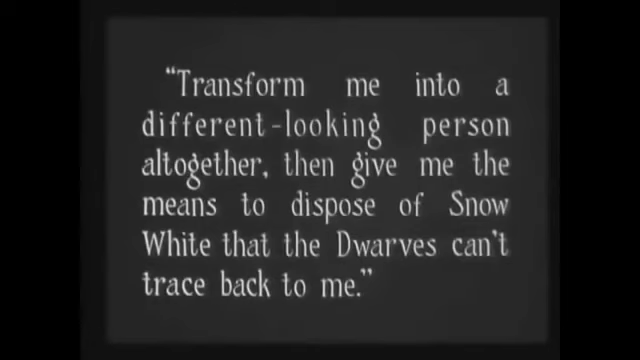 “Transform me into a
different-looking person
altogether, then give me the
means to dispose of Snow
White that the Dwarves can’t
trace back to me.”